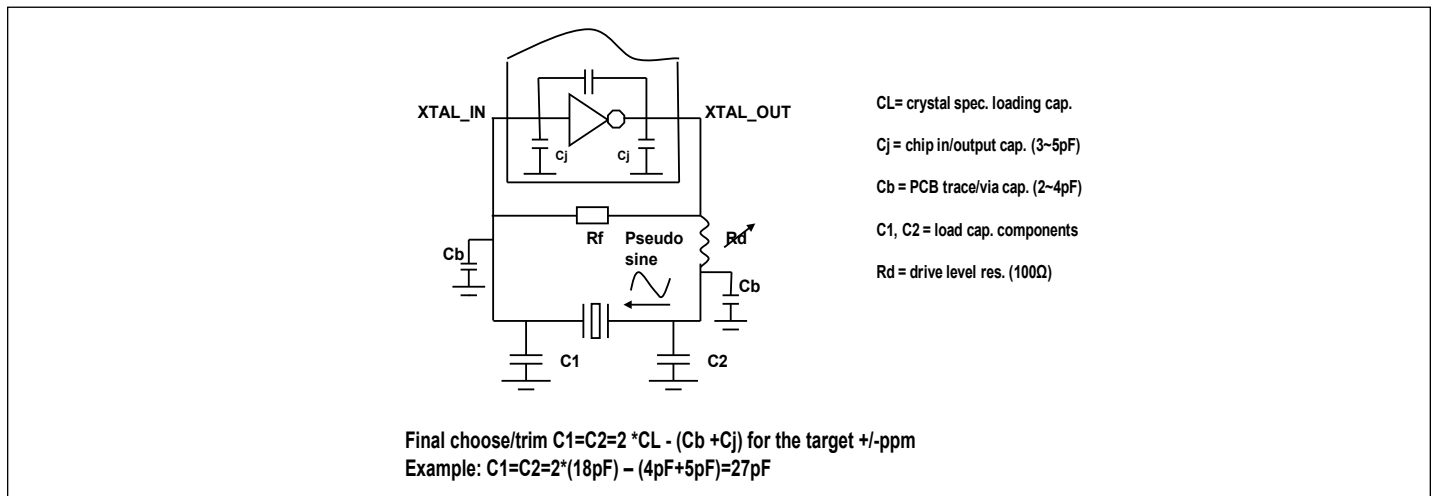 XTAL_IN
XTAL_OUT
Cj
Cj
Rf
Pseudo
sine
Rd
Cb
Cb
C1
C2
CL= crystal spec. loading cap.
Cj = chip in/output cap. (3~5pF)
Cb = PCB trace/via cap. (2~4pF)
C1, C2 = load cap. components
Rd = drive level res. (100Ω)
Final choose/trim C1=C2=2 *CL - (Cb +Cj) for the target +/-ppm
Example: C1=C2=2*(18pF) – (4pF+5pF)=27pF